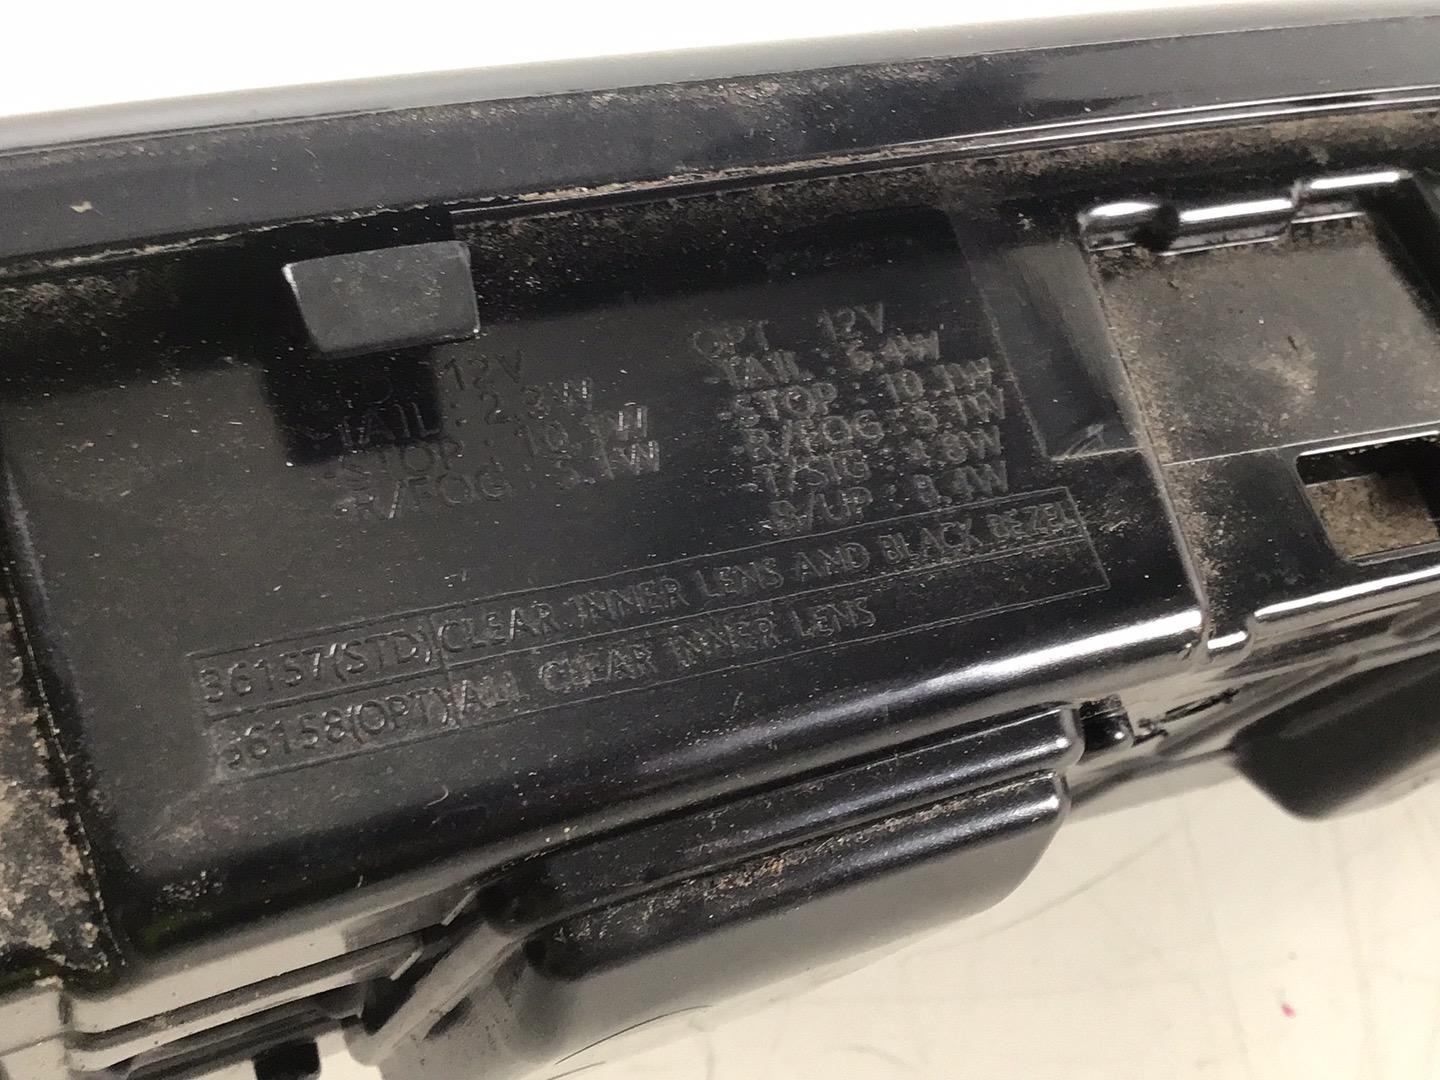 12V
TAIL : 2.3W
STOP : 10.1W
R/FOG : 5.1W
OPT 12V
TAIL : 5.4W
STOP : 10.1W
R/FOG : 5.1W
T/SIG : 4.8W
B/UP : 8.4W
36157(STD) CLEAR INNER LENS AND BLACK BEZEL
36158(OPT) ALL CLEAR INNER LENS